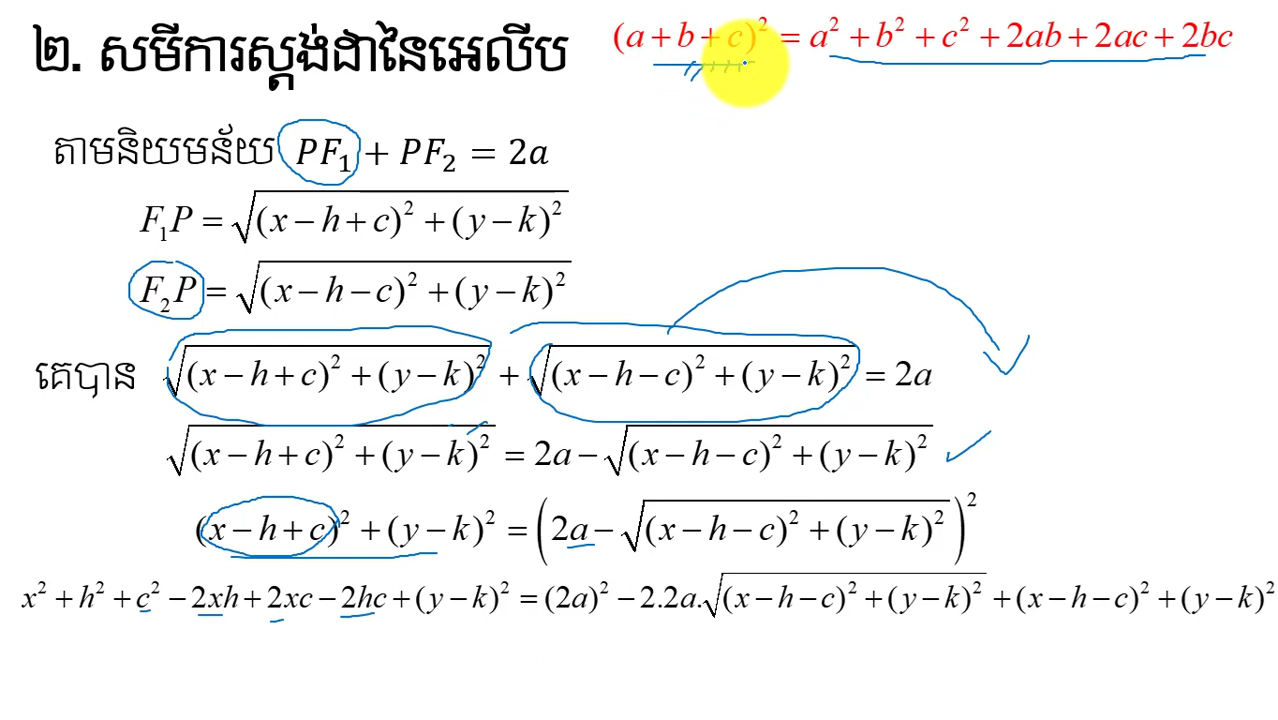 ២. សមីការស្តង់ដានៃអេលីប
(a + b + c)² = a² + b² + c² + 2ab + 2ac + 2bc
តាមនិយមន័យ PF₁ + PF₂ = 2a
F₁P = √((x − h + c)² + (y − k)²)
F₂P = √((x − h − c)² + (y − k)²)
គេបាន √((x − h + c)² + (y − k)²) + √((x − h − c)² + (y − k)²) = 2a
√((x − h + c)² + (y − k)²) = 2a − √((x − h − c)² + (y − k)²)
(x − h + c)² + (y − k)² = (2a − √((x − h − c)² + (y − k)²))²
x² + h² + c² − 2xh + 2xc − 2hc + (y − k)² = (2a)² − 2.2a.√((x − h − c)² + (y − k)²) + (x − h − c)² + (y − k)²